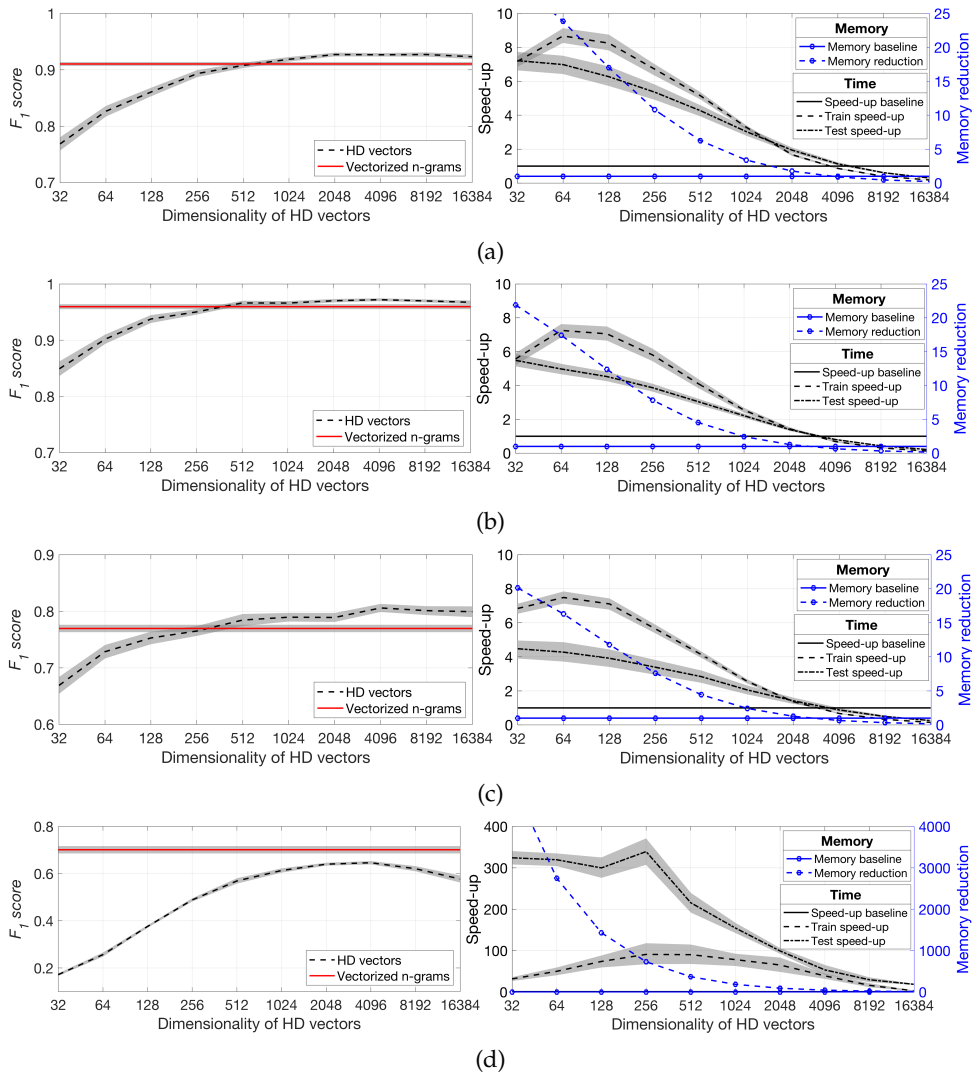 1
0.9
0.8
0.7
F1 score
32 64 128 256 512 1024 2048 4096 8192 16384
Dimensionality of HD vectors
HD vectors
Vectorized n-grams
10
8
6
4
2
0
Speed-up
32 64 128 256 512 1024 2048 4096 8192 16384
Dimensionality of HD vectors
25
20
15
10
5
0
Memory reduction
Memory
Memory baseline
Memory reduction
Time
Speed-up baseline
Train speed-up
Test speed-up
(a)
1
0.9
0.8
0.7
F1 score
32 64 128 256 512 1024 2048 4096 8192 16384
Dimensionality of HD vectors
HD vectors
Vectorized n-grams
10
8
6
4
2
0
Speed-up
32 64 128 256 512 1024 2048 4096 8192 16384
Dimensionality of HD vectors
25
20
15
10
5
0
Memory reduction
Memory
Memory baseline
Memory reduction
Time
Speed-up baseline
Train speed-up
Test speed-up
(b)
0.9
0.8
0.7
0.6
F1 score
32 64 128 256 512 1024 2048 4096 8192 16384
Dimensionality of HD vectors
HD vectors
Vectorized n-grams
10
8
6
4
2
0
Speed-up
32 64 128 256 512 1024 2048 4096 8192 16384
Dimensionality of HD vectors
25
20
15
10
5
0
Memory reduction
Memory
Memory baseline
Memory reduction
Time
Speed-up baseline
Train speed-up
Test speed-up
(c)
0.8
0.6
0.4
0.2
F1 score
32 64 128 256 512 1024 2048 4096 8192 16384
Dimensionality of HD vectors
HD vectors
Vectorized n-grams
400
300
200
100
0
Speed-up
32 64 128 256 512 1024 2048 4096 8192 16384
Dimensionality of HD vectors
4000
3000
2000
1000
0
Memory reduction
Memory
Memory baseline
Memory reduction
Time
Speed-up baseline
Train speed-up
Test speed-up
(d)